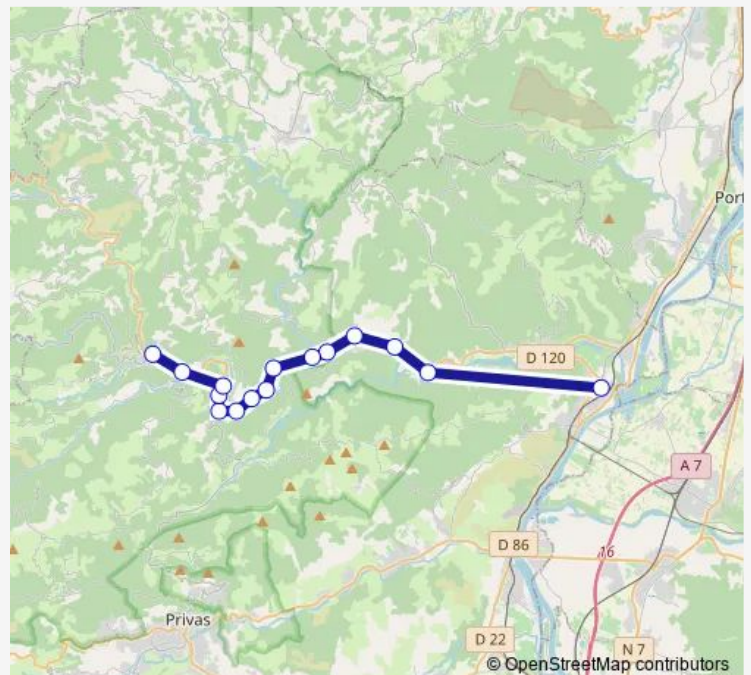 Port
D 120
A 7
D 86
16
Privas
D 22
N 7
© OpenStreetMap contributors